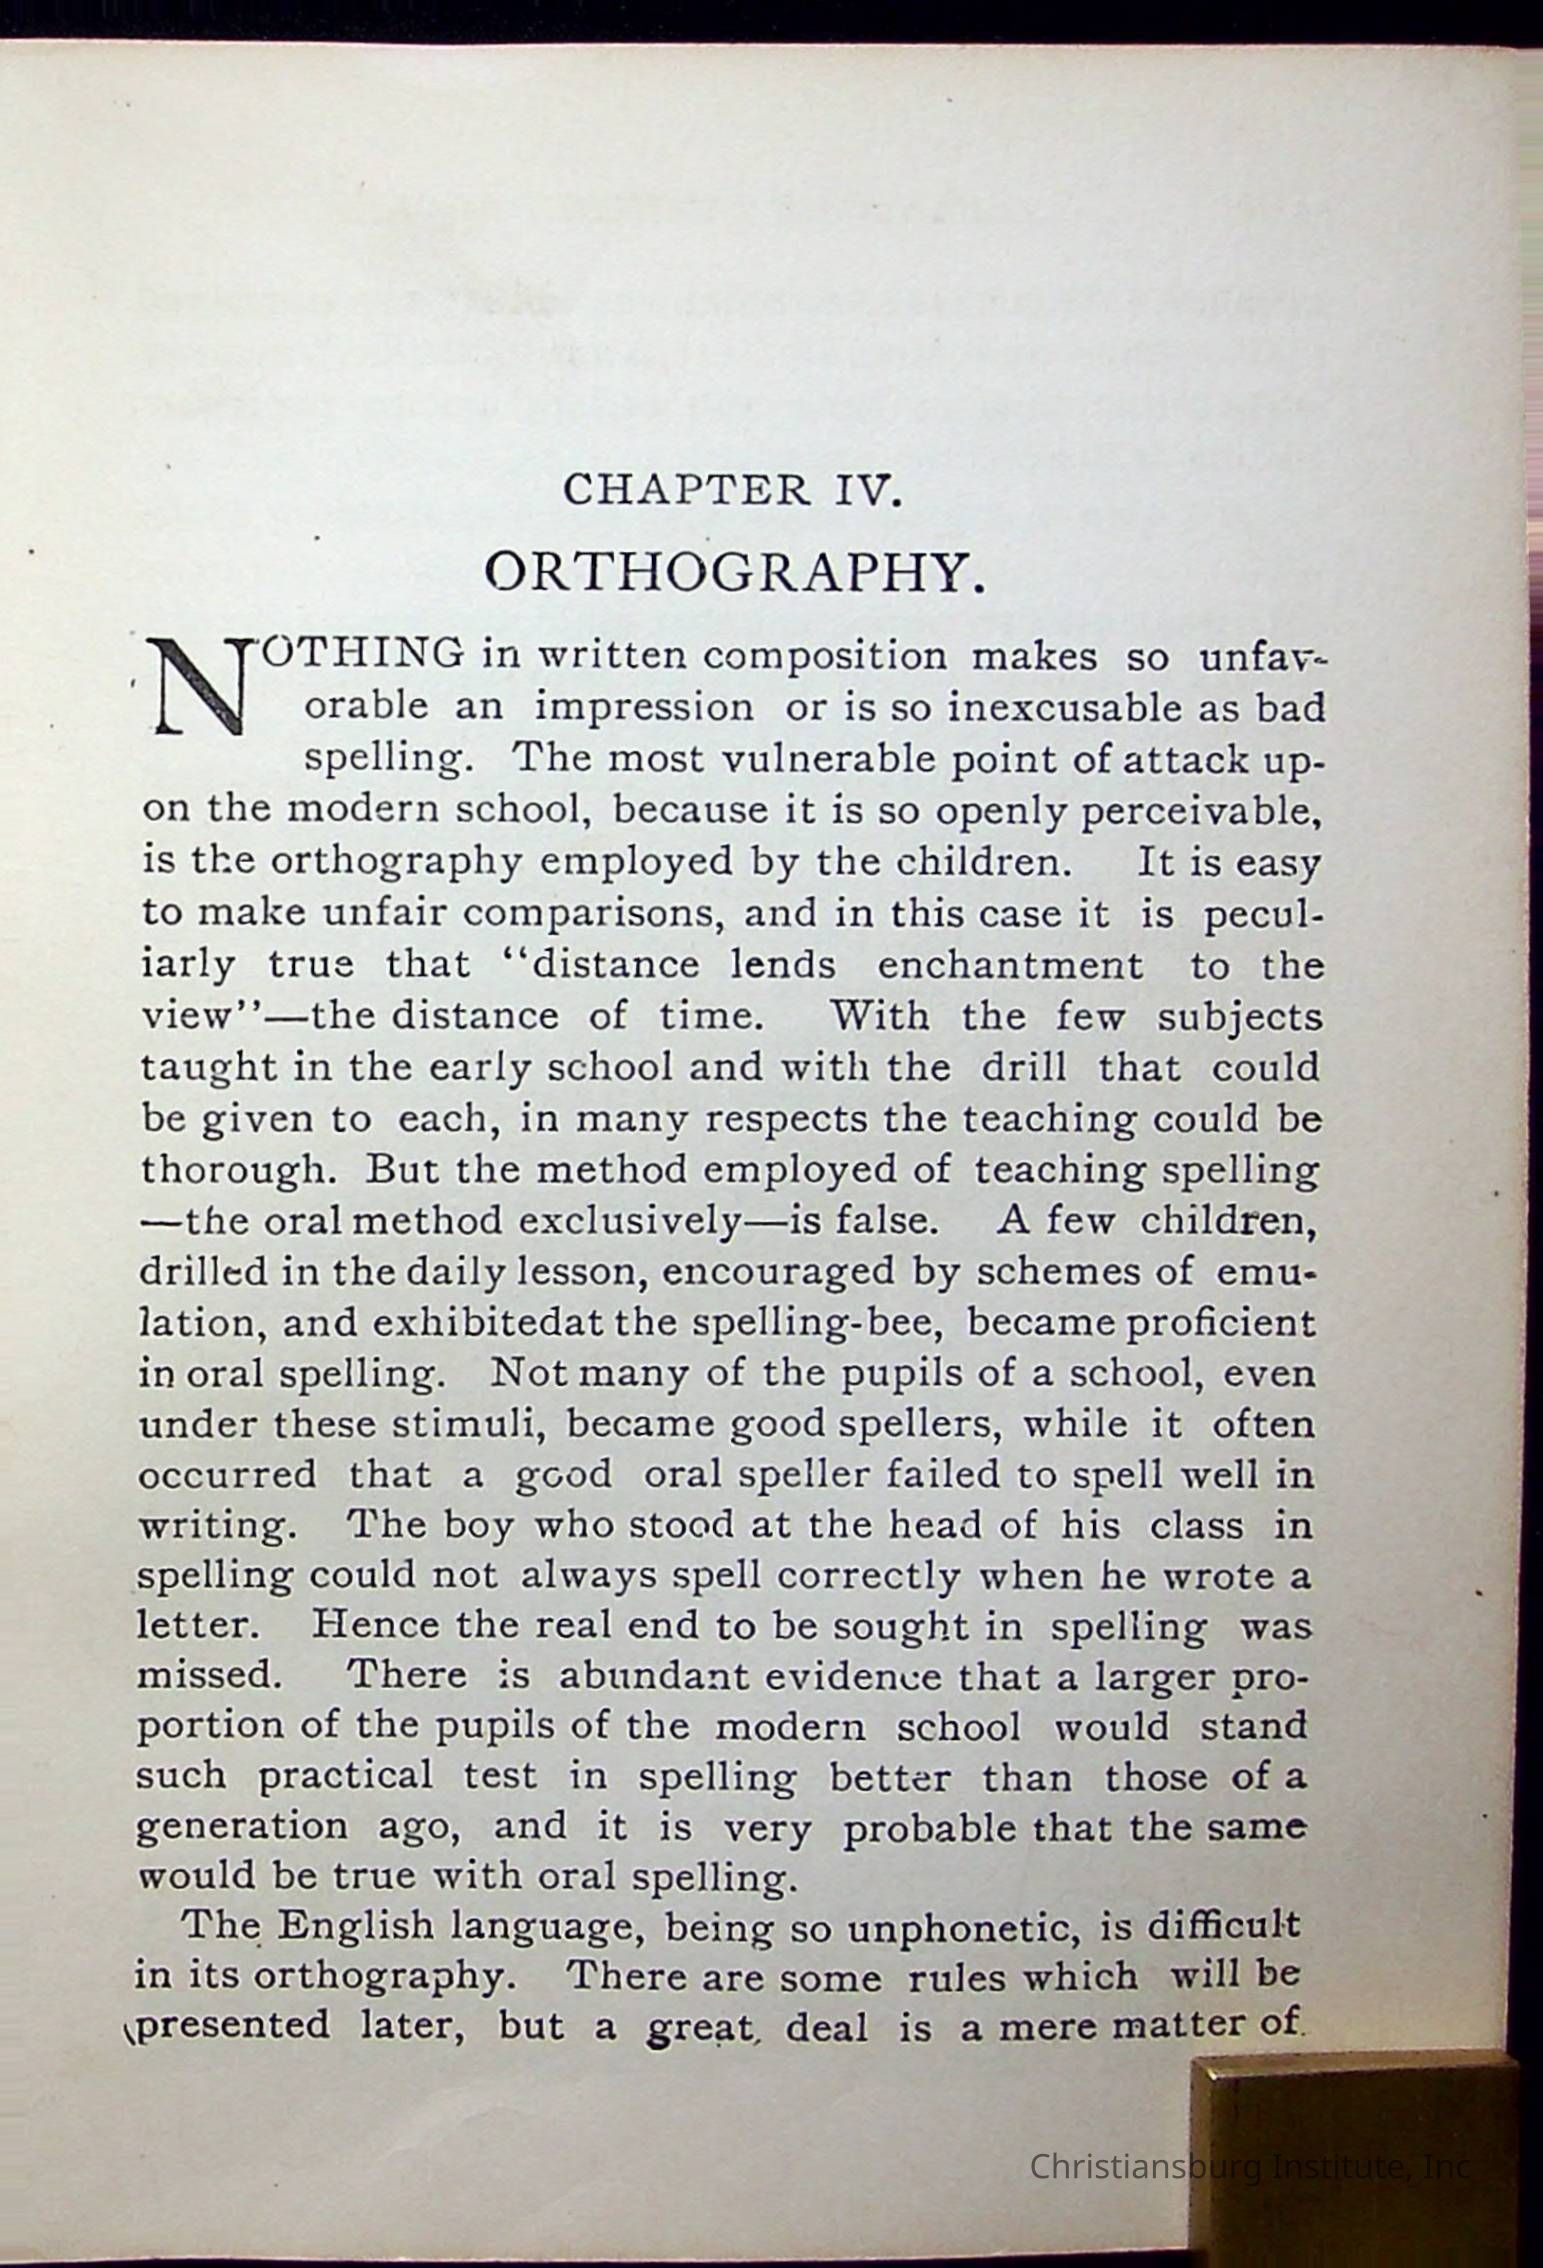 CHAPTER IV.
ORTHOGRAPHY.
NOTHING in written composition makes so unfav-
orable an impression or is so inexcusable as bad
spelling. The most vulnerable point of attack up-
on the modern school, because it is so openly perceivable,
is the orthography employed by the children. It is easy
to make unfair comparisons, and in this case it is pecul-
iarly true that “distance lends enchantment to the
view”—the distance of time. With the few subjects
taught in the early school and with the drill that could
be given to each, in many respects the teaching could be
thorough. But the method employed of teaching spelling
—the oral method exclusively—is false. A few children,
drilled in the daily lesson, encouraged by schemes of emu-
lation, and exhibitedat the spelling-bee, became proficient
in oral spelling. Not many of the pupils of a school, even
under these stimuli, became good spellers, while it often
occurred that a good oral speller failed to spell well in
writing. The boy who stood at the head of his class in
spelling could not always spell correctly when he wrote a
letter. Hence the real end to be sought in spelling was
missed. There is abundant evidence that a larger pro-
portion of the pupils of the modern school would stand
such practical test in spelling better than those of a
generation ago, and it is very probable that the same
would be true with oral spelling.
The English language, being so unphonetic, is difficult
in its orthography. There are some rules which will be
presented later, but a great deal is a mere matter of
Christiansburg Institute, Inc